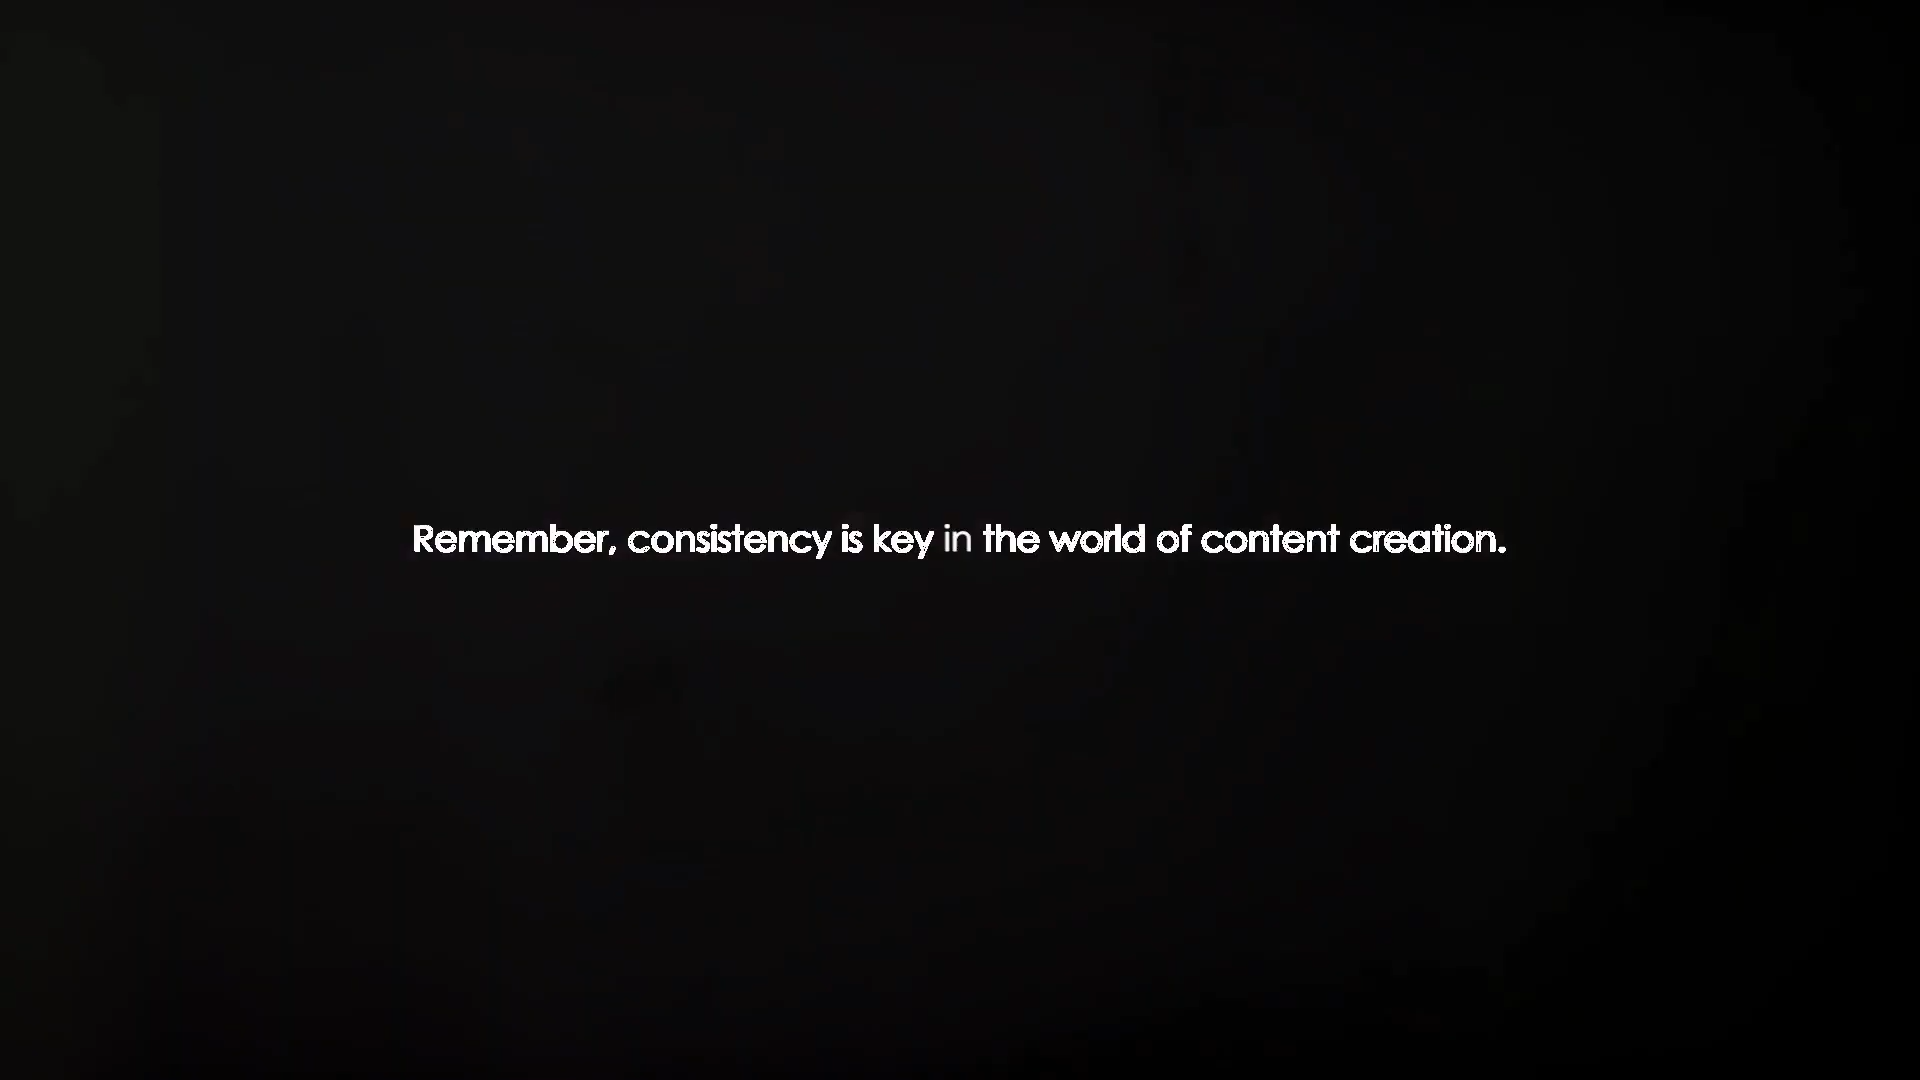 Remember, consistency is key in the world of content creation.